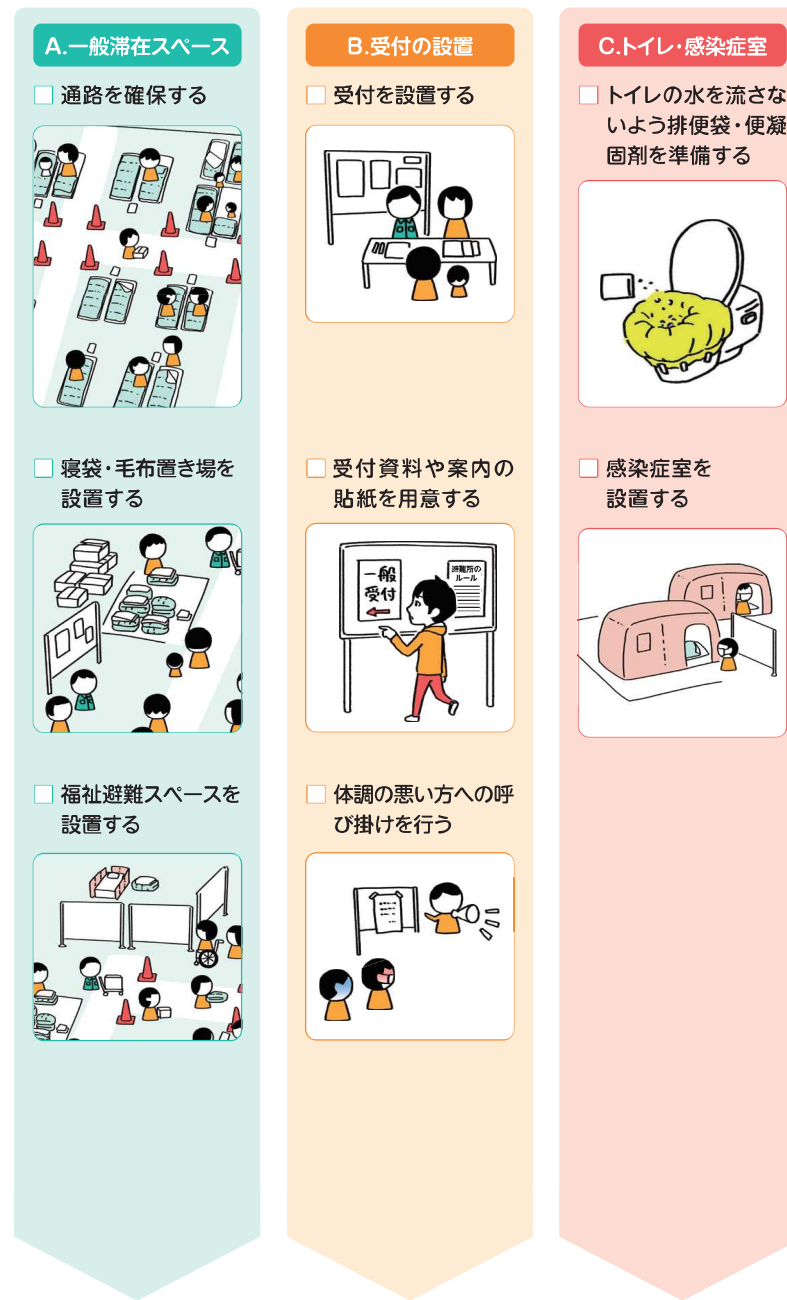 A.一般滞在スペース
通路を確保する
寝袋・毛布置き場を
設置する
福祉避難スペースを
設置する
B.受付の設置
受付を設置する
受付資料や案内の
貼紙を用意する
一般
受付
避難所の
ルール
体調の悪い方への呼
び掛けを行う
C.トイレ・感染症室
トイレの水を流さな
いよう排便袋・便凝
固剤を準備する
感染症室を
設置する